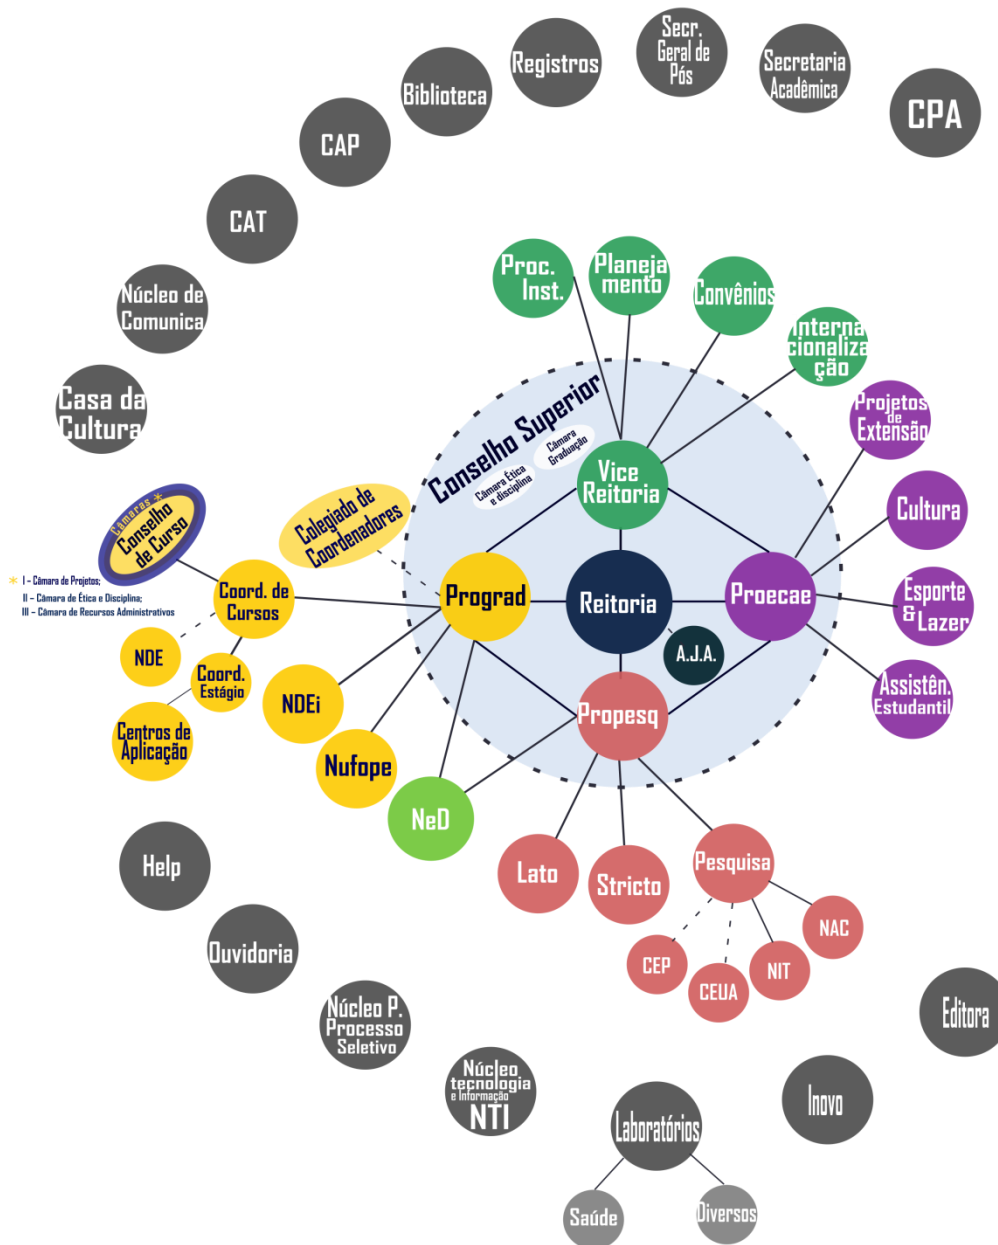 Secr.
Geral de
Pós
Registros
Secretaria
Acadêmica
Biblioteca
CPA
CAP
CAT
Núcleo de
Comunica
Casa da
Cultura
Proc.
Inst.
Planeja
mento
Convênios
Interna
cionaliza
ção
Projetos
de
Extensão
Cultura
Esporte
& Lazer
Assistên.
Estudantil
Conselho Superior
Câmara Ética
e disciplina
Câmara
Graduação
Vice
Reitoria
Colegiado de
Coordenadores
Câmaras *
Conselho
de Curso
* I - Câmara de Projetos;
II – Câmara de Ética e Disciplina;
III – Câmara de Recursos Administrativos
Coord. de
Cursos
Prograd
Reitoria
Proecae
A.J.A.
NDE
Coord.
Estágio
Centros de
Aplicação
NDEi
Nufope
NeD
Propesq
Lato
Stricto
Pesquisa
CEP
CEUA
NIT
NAC
Help
Ouvidoria
Núcleo P.
Processo
Seletivo
Núcleo
tecnologia
e Informação
NTI
Laboratórios
Saúde
Diversos
Inovo
Editora